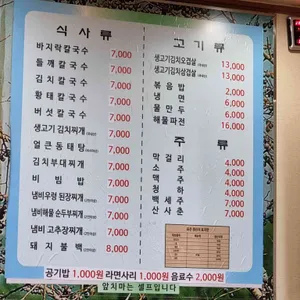 식 사 류
바지락칼국수 7,000
들깨칼국수 7,000
김치칼국수 7,000
황태칼국수 7,000
버섯칼국수 7,000
생고기김치찌개 7,000
얼큰동태탕 7,000
김치부대찌개 7,000
비빔밥 7,000
냄비우렁 된장찌개 7,000
냄비해물 순두부찌개 7,000
냄비 고추장찌개 7,000
돼지불백 8,000
고 기 류
생고기김치오겹살 13,000
생고기김치삼겹살 13,000
볶음밥 2,000
냉면 6,000
물만두 6,000
해물파전 16,000
주 류
막걸리 4,000
소주 4,000
맥주 4,000
청하 4,000
백세주
산사춘 7,000
공기밥 1,000원 라면사리 1,000원 음료수 2,000원
앞치마는 셀프입니다